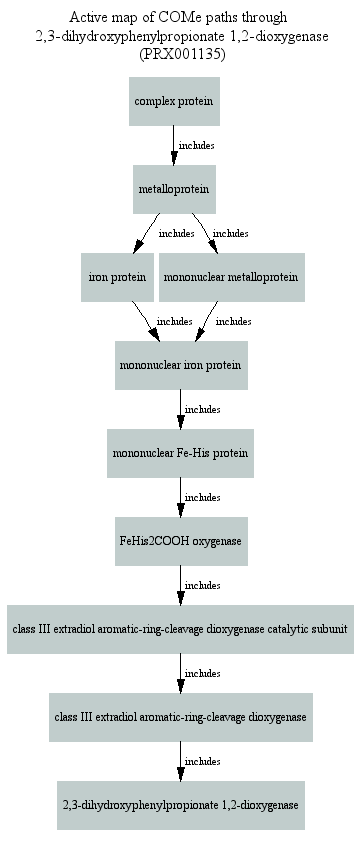 Active map of COMe paths through
2,3-dihydroxyphenylpropionate 1,2-dioxygenase
(PRX001135)
complex protein
includes
metalloprotein
includes
includes
iron protein
mononuclear metalloprotein
includes
includes
mononuclear iron protein
includes
mononuclear Fe-His protein
includes
FeHis2COOH oxygenase
includes
class III extradiol aromatic-ring-cleavage dioxygenase catalytic subunit
includes
class III extradiol aromatic-ring-cleavage dioxygenase
includes
2,3-dihydroxyphenylpropionate 1,2-dioxygenase